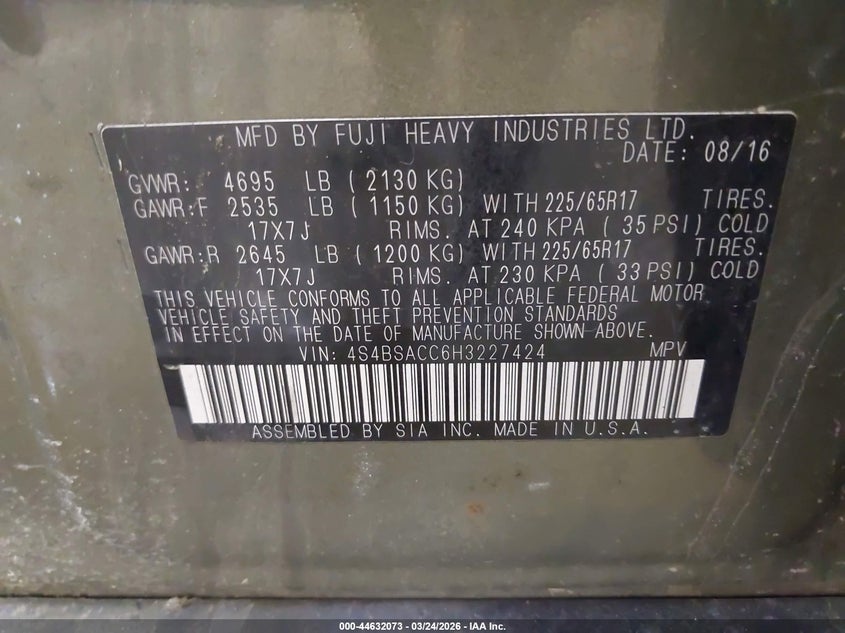 MFD BY FUJI HEAVY INDUSTRIES LTD.
DATE: 08/16
GVWR: 4695 LB ( 2130 KG)
GAWR:F 2535 LB ( 1150 KG) WITH 225/65R17 TIRES.
17X7J RIMS. AT 240 KPA ( 35 PSI) COLD
GAWR:R 2645 LB ( 1200 KG) WITH 225/65R17 TIRES.
17X7J RIMS. AT 230 KPA ( 33 PSI) COLD
THIS VEHICLE CONFORMS TO ALL APPLICABLE FEDERAL MOTOR
VEHICLE SAFETY AND THEFT PREVENTION STANDARDS
IN EFFECT ON THE DATE OF MANUFACTURE SHOWN ABOVE.
VIN: 4S4BSACC6H3227424 MPV
ASSEMBLED BY SIA INC. MADE IN U.S.A.
000-44632073 - 03/24/2026 - IAA Inc.